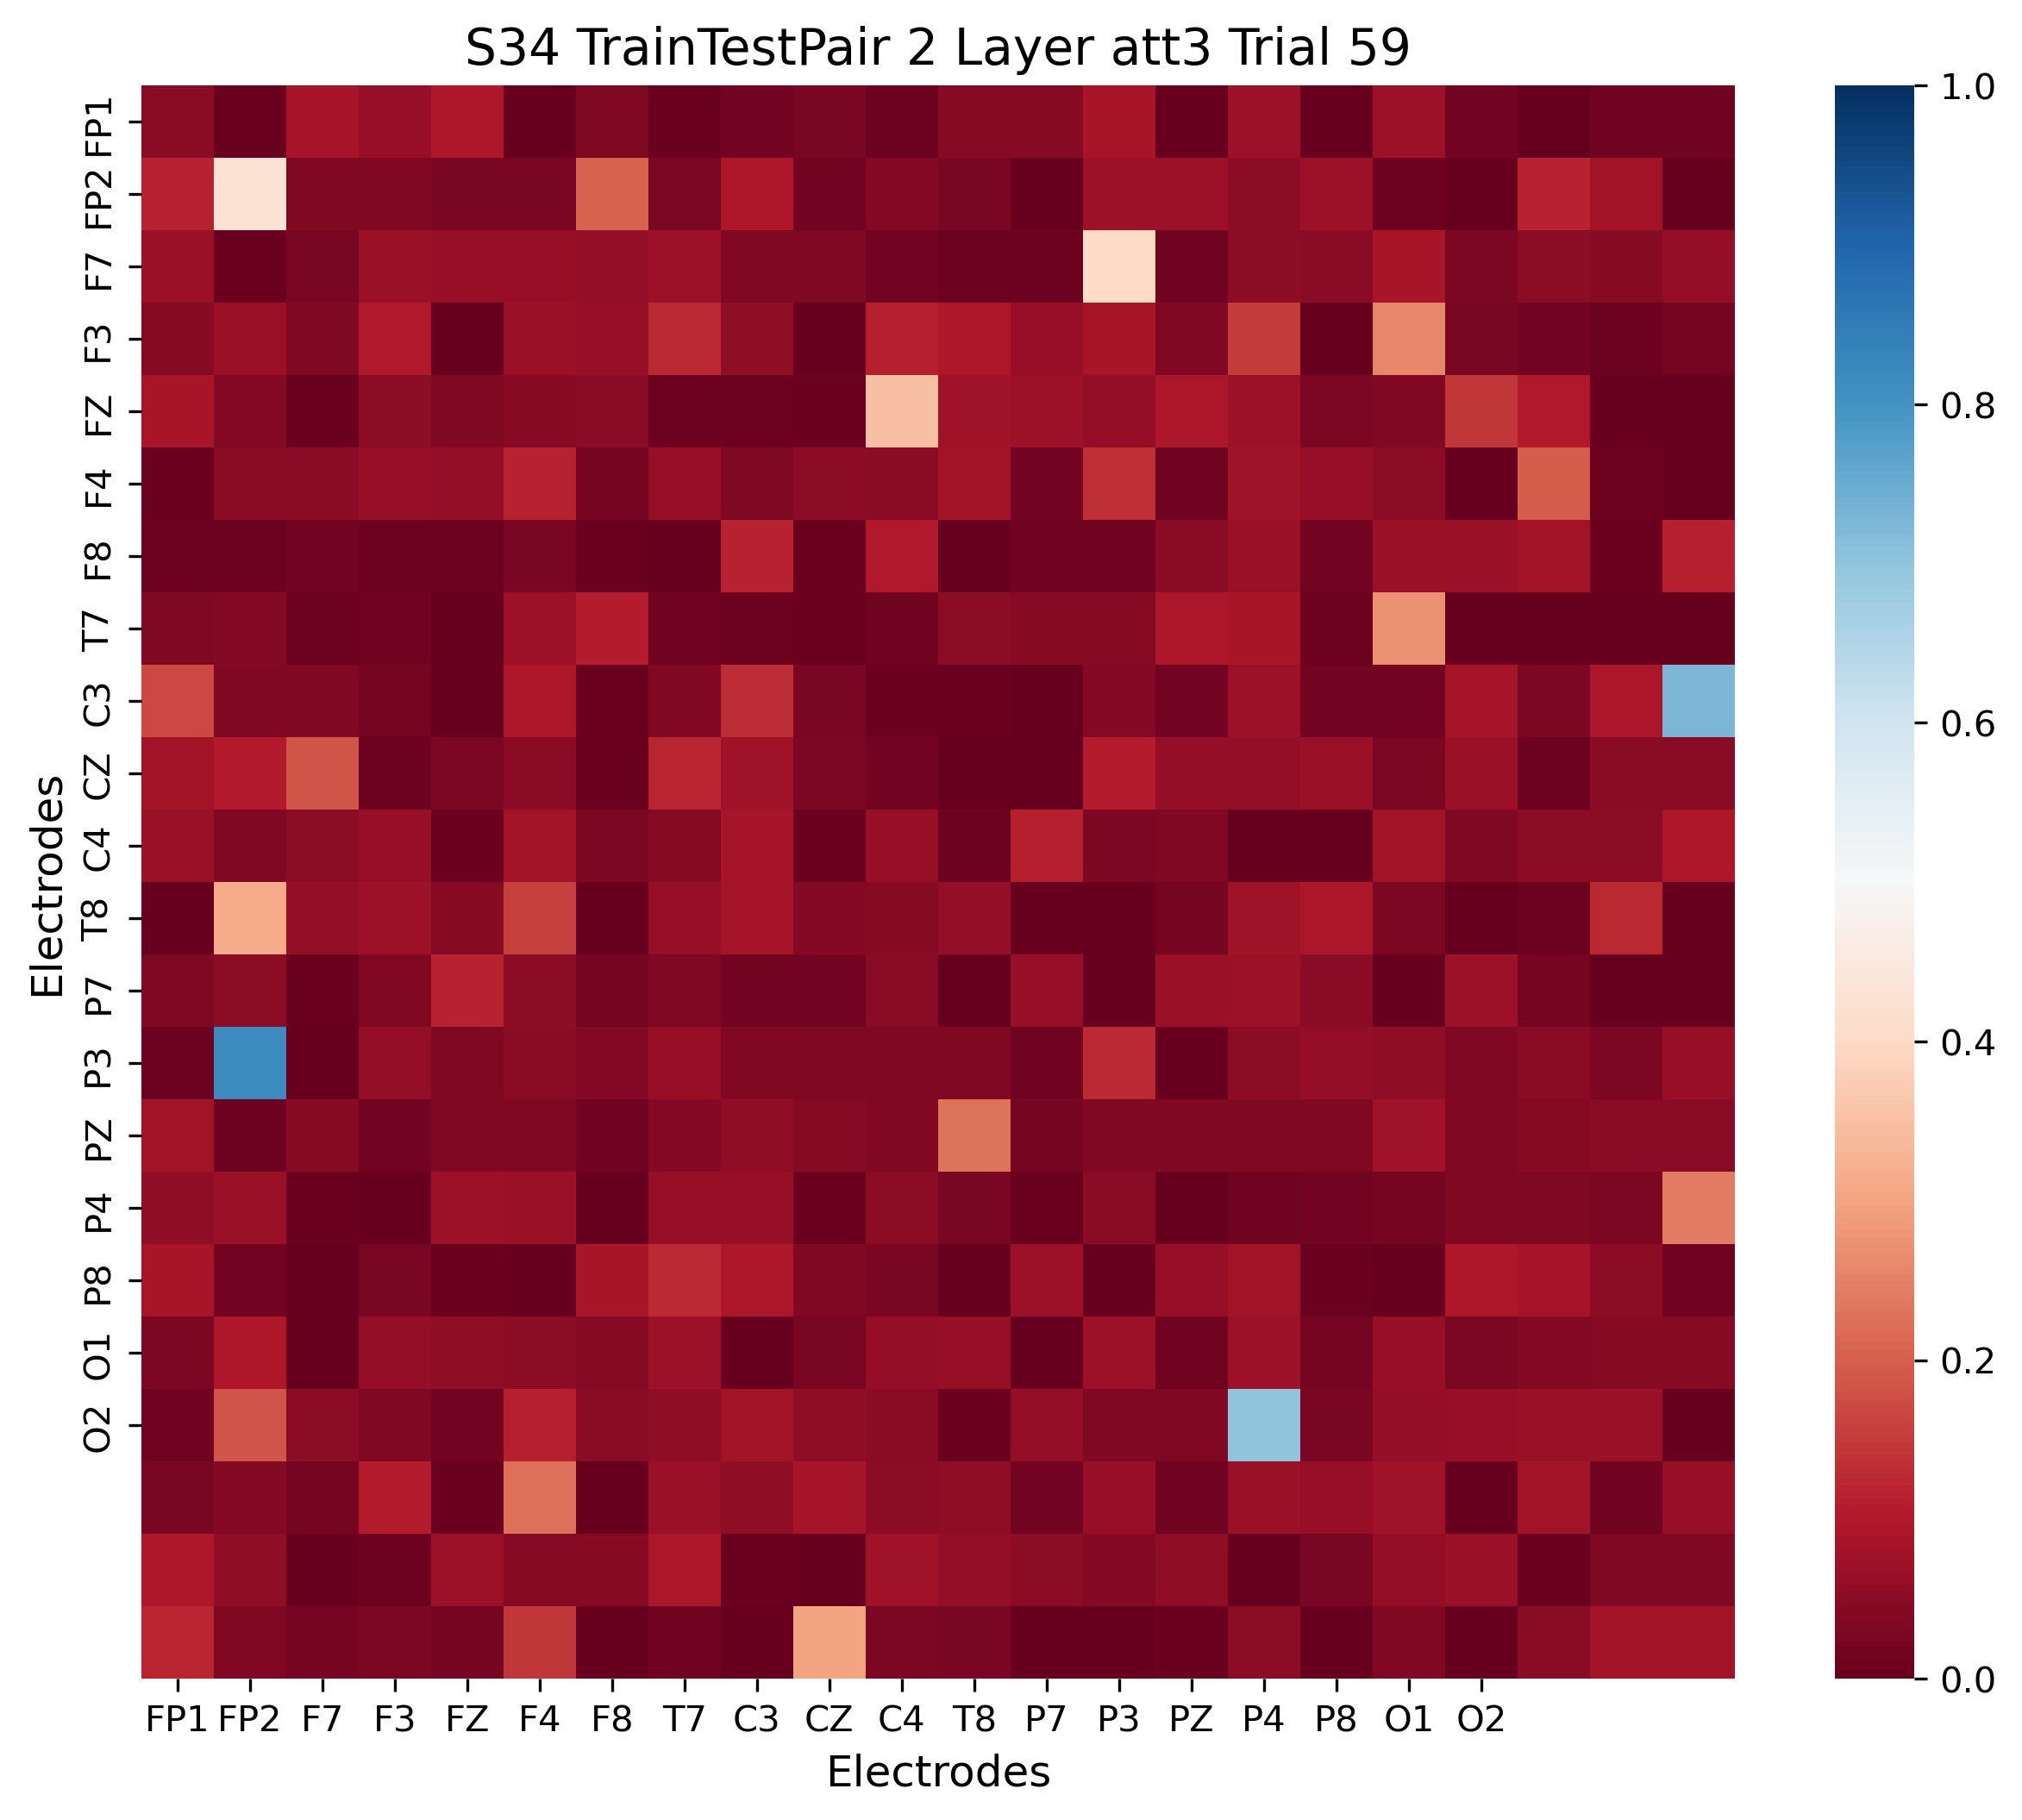 S34 TrainTestPair 2 Layer att3 Trial 59
Electrodes
FP1
FP2
F7
F3
FZ
F4
F8
T7
C3
CZ
C4
T8
P7
P3
PZ
P4
P8
O1
O2
FP1 FP2 F7 F3 FZ F4 F8 T7 C3 CZ C4 T8 P7 P3 PZ P4 P8 O1 O2
Electrodes
1.0
0.8
0.6
0.4
0.2
0.0